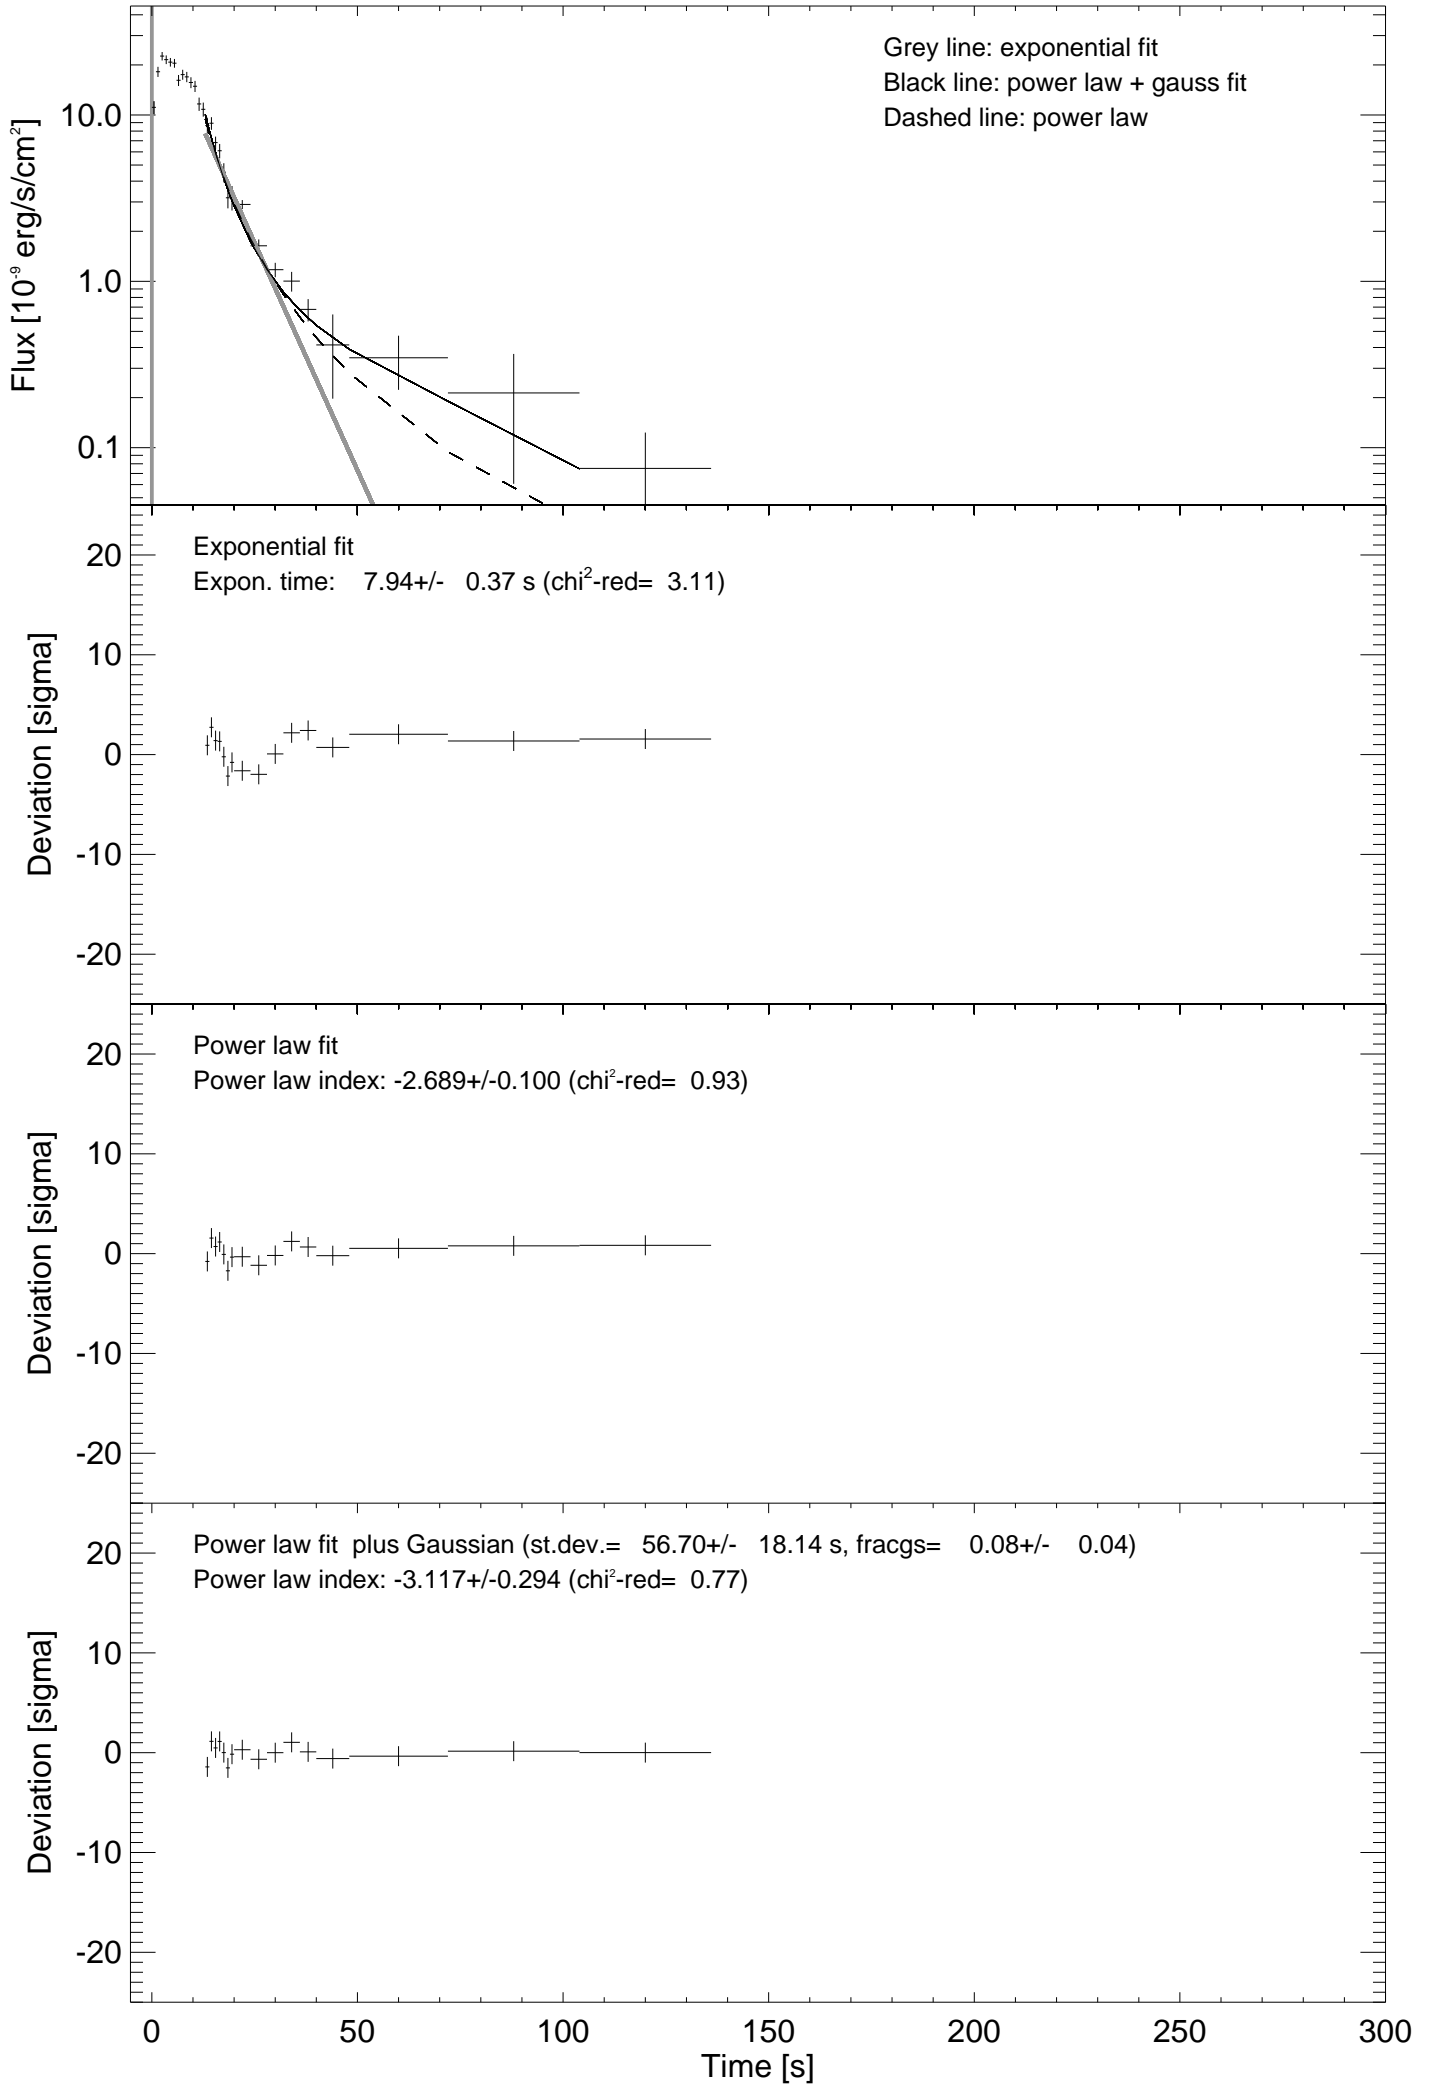 Grey line: exponential fit
Black line: power law + gauss fit
Dashed line: power law
10.0
1.0
0.1
Flux [10⁻⁹ erg/s/cm²]
Exponential fit
Expon. time: 7.94+/- 0.37 s (chi²-red= 3.11)
20
10
0
-10
-20
Deviation [sigma]
Power law fit
Power law index: -2.689+/-0.100 (chi²-red= 0.93)
20
10
0
-10
-20
Deviation [sigma]
Power law fit plus Gaussian (st.dev.= 56.70+/- 18.14 s, fracgs= 0.08+/- 0.04)
Power law index: -3.117+/-0.294 (chi²-red= 0.77)
20
10
0
-10
-20
Deviation [sigma]
0 50 100 150 200 250 300
Time [s]